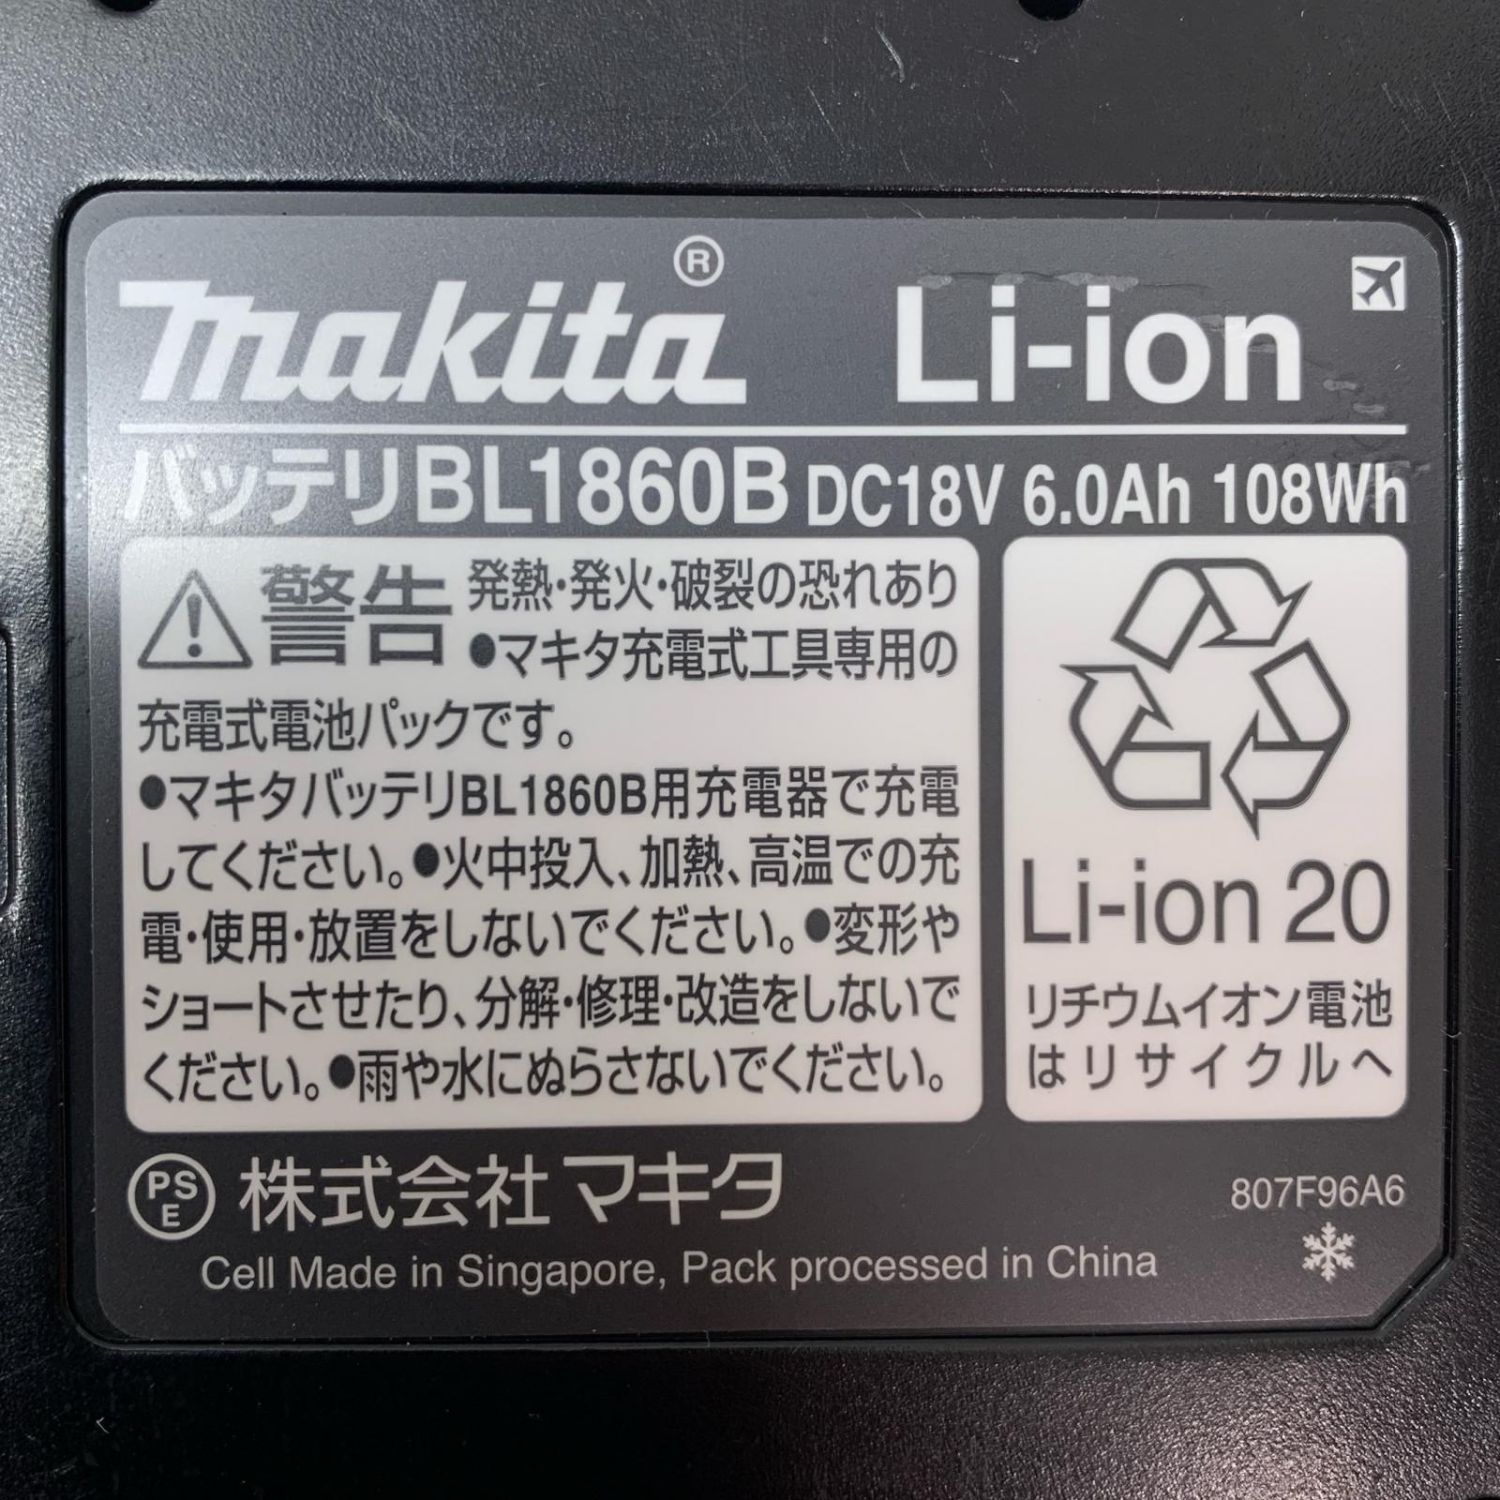 makita® Li-ion
バッテリBL1860B DC18V 6.0Ah 108Wh
警告 発熱・発火・破裂の恐れあり
●マキタ充電式工具専用の
充電式電池パックです。
●マキタバッテリBL1860B用充電器で充電
してください。●火中投入、加熱、高温での充
電・使用・放置をしないでください。●変形や
ショートさせたり、分解・修理・改造をしないで
ください。●雨や水にぬらさないでください。
Li-ion 20
リチウムイオン電池
はリサイクルへ
PS
E
株式会社マキタ
807F96A6
Cell Made in Singapore, Pack processed in China